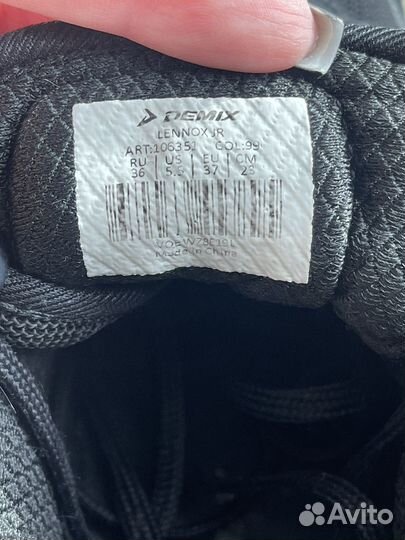 DEMIX
LENNOX JR
ART:106351 COL:99
RU US EU CM
36 5.5 37 23
Made in China
Avito